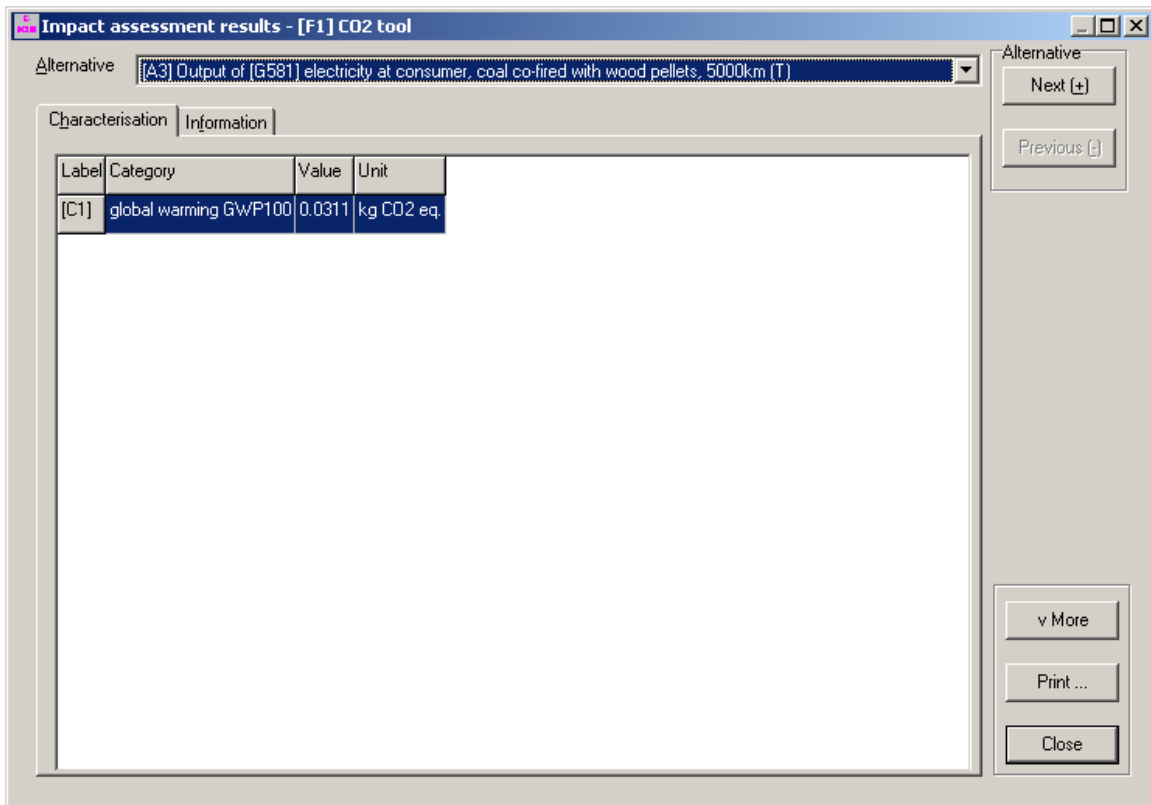 Impact assessment results - [F1] CO2 tool
Alternative [A3] Output of [G581] electricity at consumer, coal co-fired with wood pellets, 5000km (T)
Alternative
Next (+)
Previous (-)
Characterisation Information
Label Category Value Unit
[C1] global warming GWP100 0.0311 kg CO2 eq.
v More
Print ...
Close